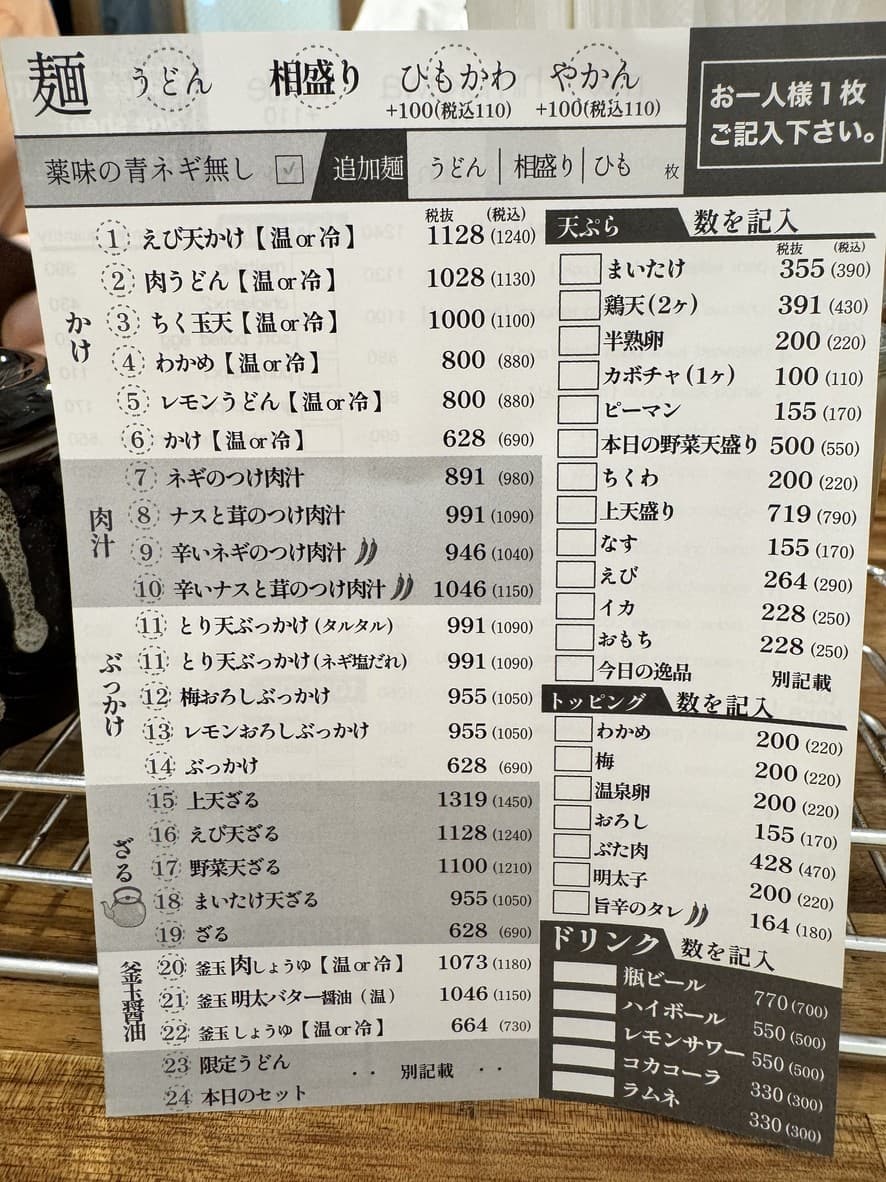 麺 うどん 相盛り ひもかわ やかん
+100(税込110) +100(税込110)
お一人様1枚
ご記入下さい。
薬味の青ネギ無し ✓ 追加麺 うどん | 相盛り | ひも 枚
税抜 (税込)
かけ
1 えび天かけ【温or冷】 1128 (1240)
2 肉うどん【温or冷】 1028 (1130)
3 ちく玉天【温or冷】 1000 (1100)
4 わかめ【温or冷】 800 (880)
5 レモンうどん【温or冷】 800 (880)
6 かけ【温or冷】 628 (690)
肉汁
7 ネギのつけ肉汁 891 (980)
8 ナスと茸のつけ肉汁 991 (1090)
9 辛いネギのつけ肉汁 946 (1040)
10 辛いナスと茸のつけ肉汁 1046 (1150)
ぶっかけ
11 とり天ぶっかけ(タルタル) 991 (1090)
11 とり天ぶっかけ(ネギ塩だれ) 991 (1090)
12 梅おろしぶっかけ 955 (1050)
13 レモンおろしぶっかけ 955 (1050)
14 ぶっかけ 628 (690)
ざる
15 上天ざる 1319 (1450)
16 えび天ざる 1128 (1240)
17 野菜天ざる 1100 (1210)
18 まいたけ天ざる 955 (1050)
19 ざる 628 (690)
釜玉醤油
20 釜玉 肉しょうゆ【温or冷】 1073 (1180)
21 釜玉 明太バター醤油(温) 1046 (1150)
22 釜玉 しょうゆ【温or冷】 664 (730)
23 限定うどん
・・ 別記載 ・・
24 本日のセット
天ぷら 数を記入
税抜 (税込)
まいたけ 355 (390)
鶏天(2ヶ) 391 (430)
半熟卵 200 (220)
カボチャ(1ヶ) 100 (110)
ピーマン 155 (170)
本日の野菜天盛り 500 (550)
ちくわ 200 (220)
上天盛り 719 (790)
なす 155 (170)
えび 264 (290)
イカ 228 (250)
おもち 228 (250)
今日の逸品 別記載
トッピング 数を記入
わかめ 200 (220)
梅 200 (220)
温泉卵 200 (220)
おろし 155 (170)
ぶた肉 428 (470)
明太子 200 (220)
旨辛のタレ 164 (180)
ドリンク 数を記入
瓶ビール 770 (700)
ハイボール 550 (500)
レモンサワー 550 (500)
コカコーラ 330 (300)
ラムネ 330 (300)